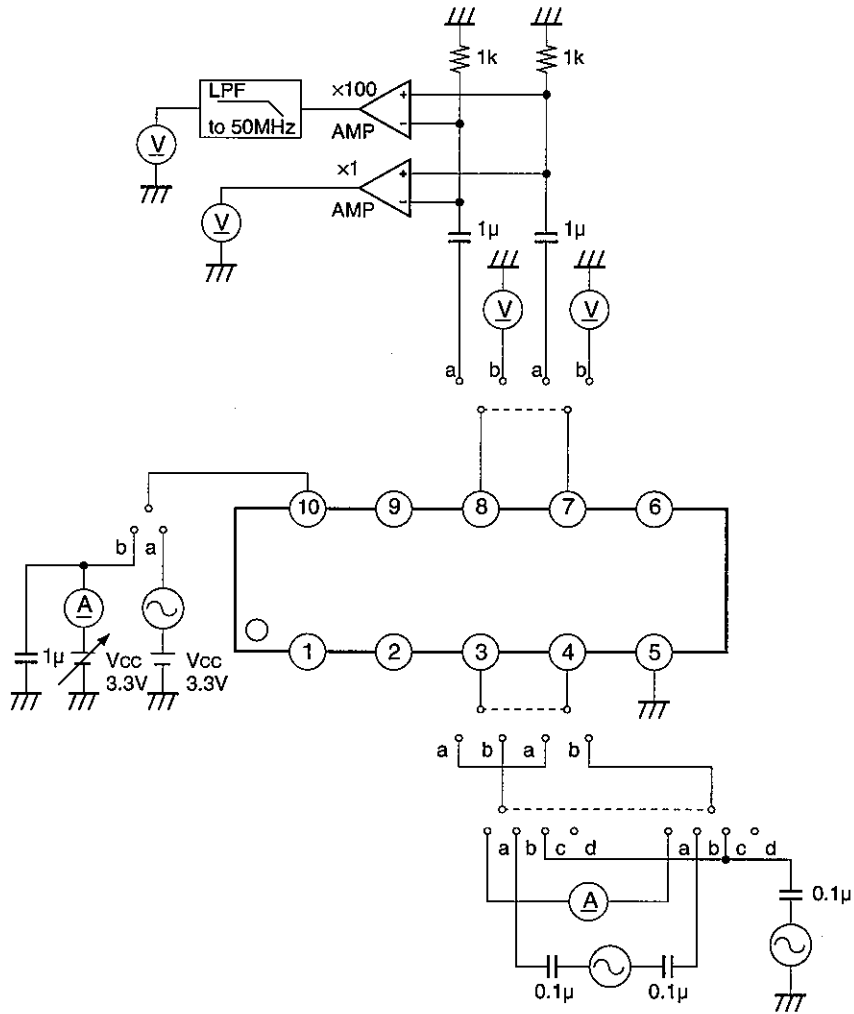 1k 1k
LPF
to 50MHz
×100
AMP
+
−
V
×1
AMP
+
−
V
1μ 1μ
V V
a b a b
10 9 8 7 6
b a
A
1μ
Vcc
3.3V
Vcc
3.3V
1 2 3 4 5
a b a b
a b c d a b c d
A
0.1μ
0.1μ 0.1μ